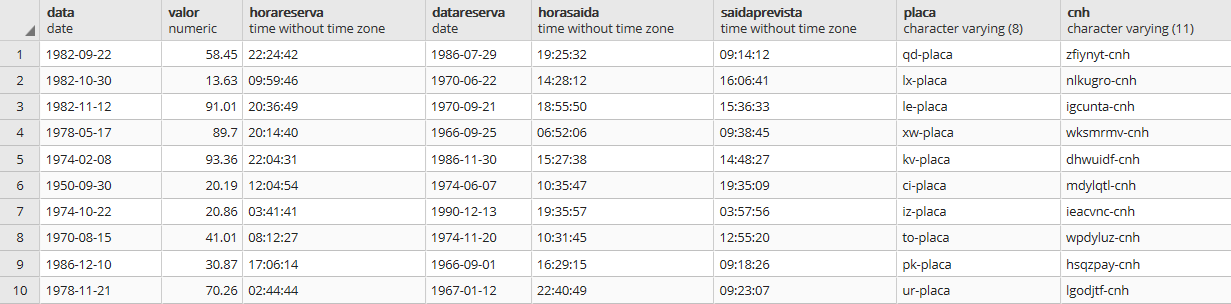 data valor horareserva datareserva horasaida saidaprevista placa cnh
date numeric time without time zone date time without time zone time without time zone character varying (8) character varying (11)
1 1982-09-22 58.45 22:24:42 1986-07-29 19:25:32 09:14:12 qd-placa zfiynyt-cnh
2 1982-10-30 13.63 09:59:46 1970-06-22 14:28:12 16:06:41 lx-placa nlkugro-cnh
3 1982-11-12 91.01 20:36:49 1970-09-21 18:55:50 15:36:33 le-placa igcunta-cnh
4 1978-05-17 89.7 20:14:40 1966-09-25 06:52:06 09:38:45 xw-placa wksmrmv-cnh
5 1974-02-08 93.36 22:04:31 1986-11-30 15:27:38 14:48:27 kv-placa dhwuidf-cnh
6 1950-09-30 20.19 12:04:54 1974-06-07 10:35:47 19:35:09 ci-placa mdylqtl-cnh
7 1974-10-22 20.86 03:41:41 1990-12-13 19:35:57 03:57:56 iz-placa ieacvnc-cnh
8 1970-08-15 41.01 08:12:27 1974-11-20 10:31:45 12:55:20 to-placa wpdyluz-cnh
9 1986-12-10 30.87 17:06:14 1966-09-01 16:29:15 09:18:26 pk-placa hsqzpay-cnh
10 1978-11-21 70.26 02:44:44 1967-01-12 22:40:49 09:23:07 ur-placa lgodjtf-cnh